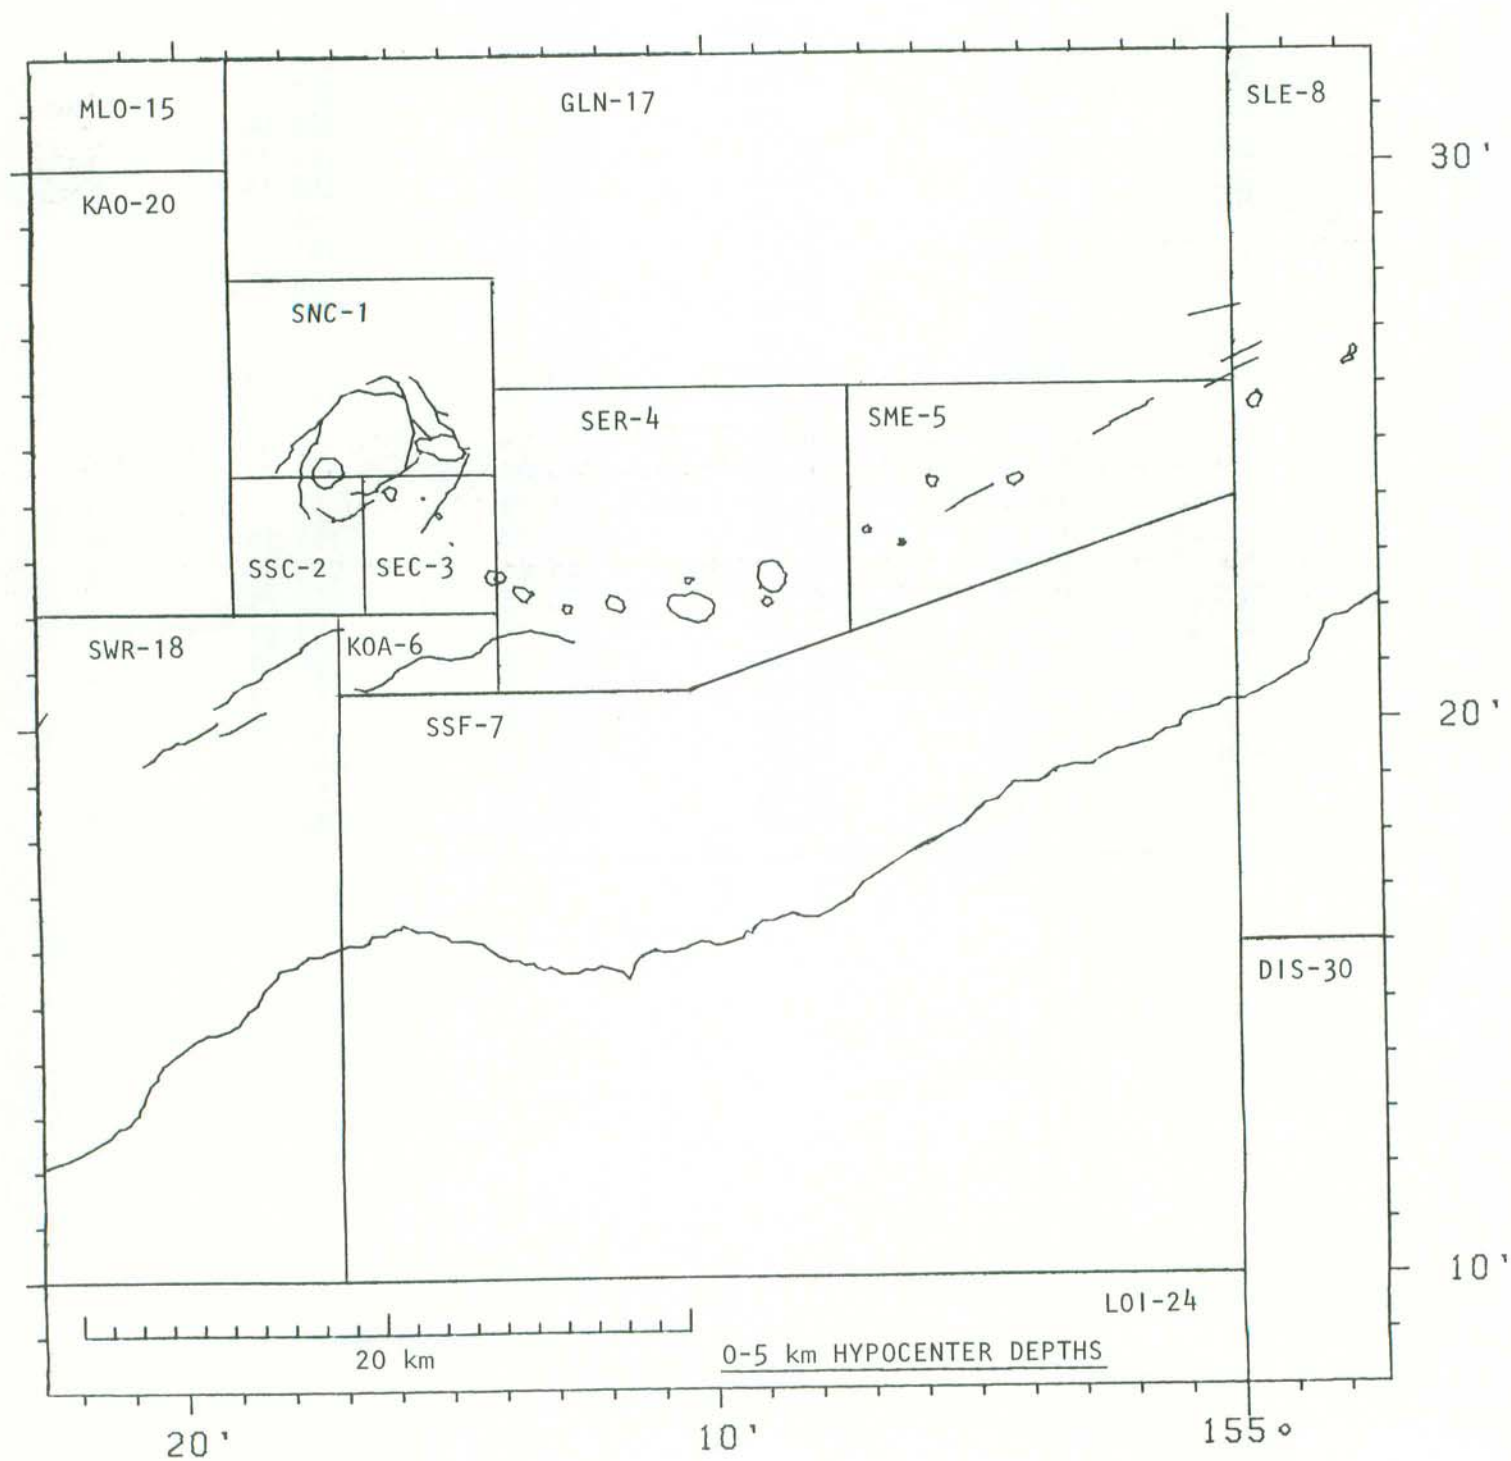 MLO-15
GLN-17
SLE-8
30'
KAO-20
SNC-1
SER-4
SME-5
SSC-2
SEC-3
SWR-18
KOA-6
SSF-7
20'
DIS-30
10'
LOI-24
20 km
0-5 km HYPOCENTER DEPTHS
20'
10'
155°